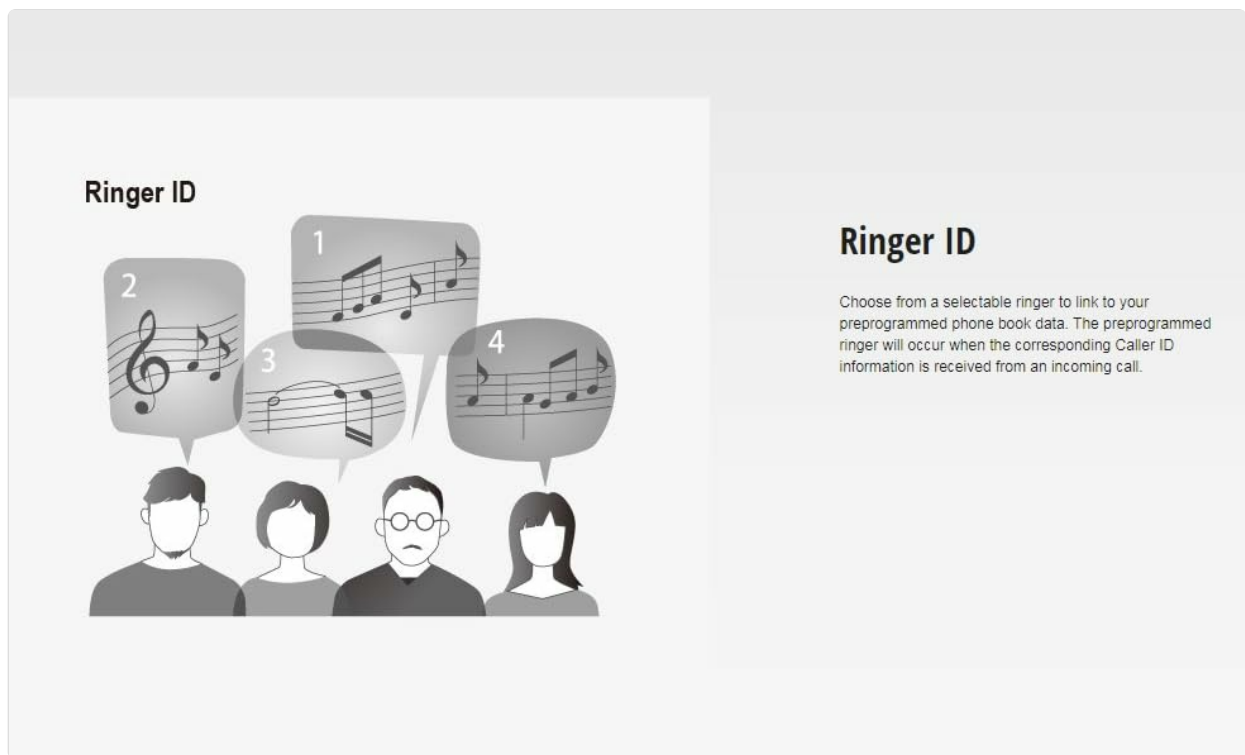 Ringer ID
1
2
3
4
Ringer ID
Choose from a selectable ringer to link to your
preprogrammed phone book data. The preprogrammed
ringer will occur when the corresponding Caller ID
information is received from an incoming call.